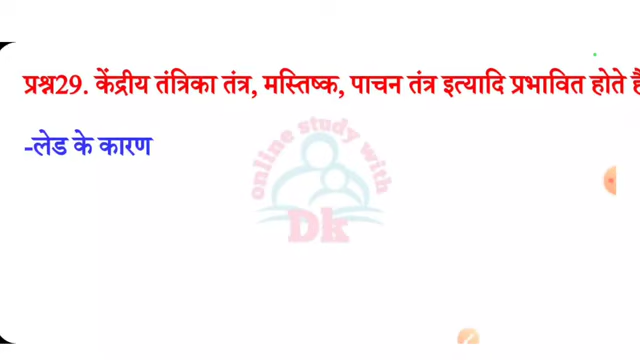 प्रश्न29. केंद्रीय तंत्रिका तंत्र, मस्तिष्क, पाचन तंत्र इत्यादि प्रभावित होते हैं
-लेड के कारण
online study with
Dk